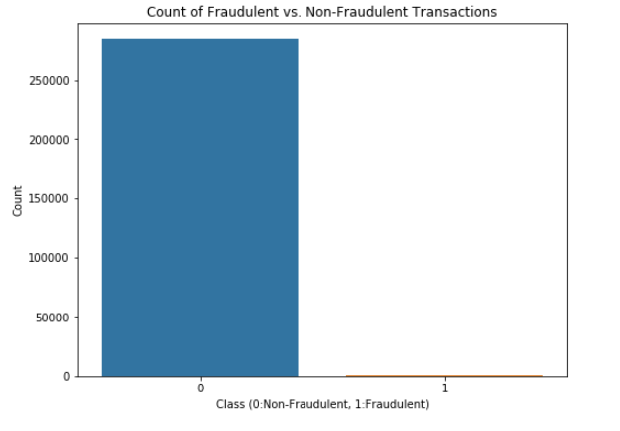 Count of Fraudulent vs. Non-Fraudulent Transactions
250000
200000
150000
100000
50000
0
Count
0
1
Class (0:Non-Fraudulent, 1:Fraudulent)